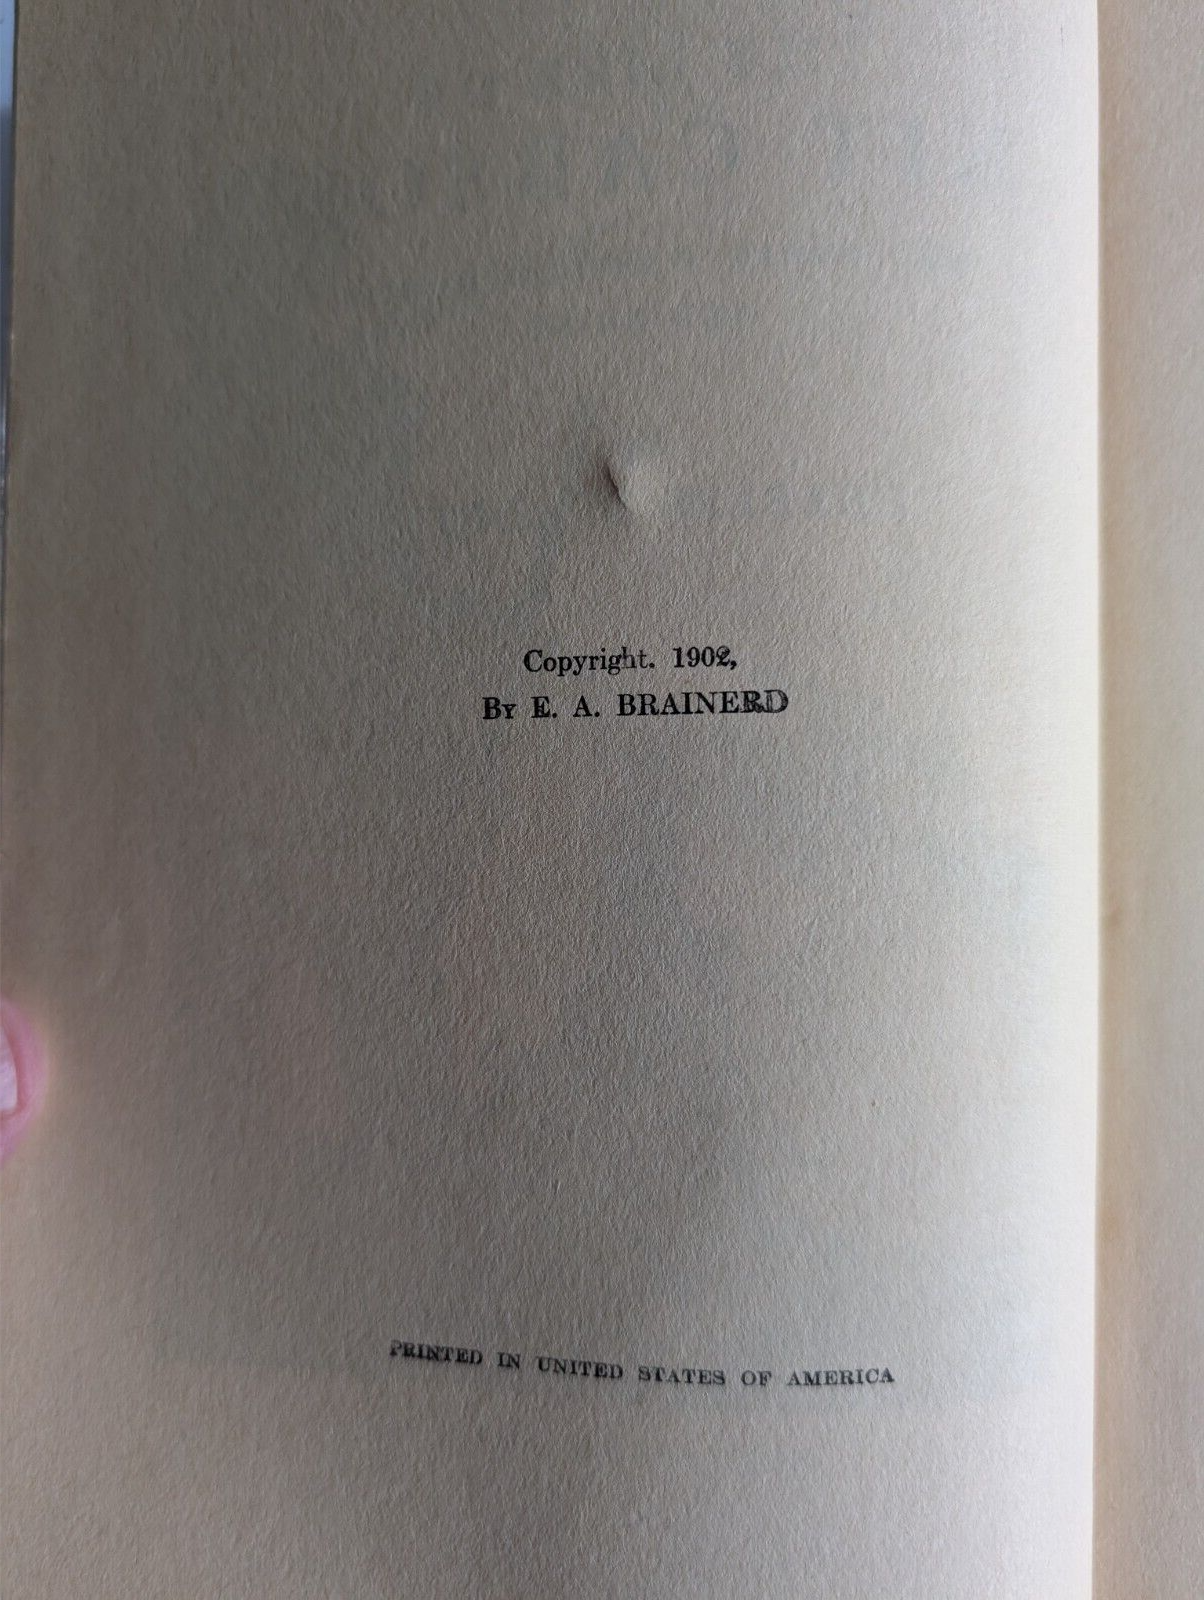 Copyright. 1902,
By E. A. BRAINERD
PRINTED IN UNITED STATES OF AMERICA